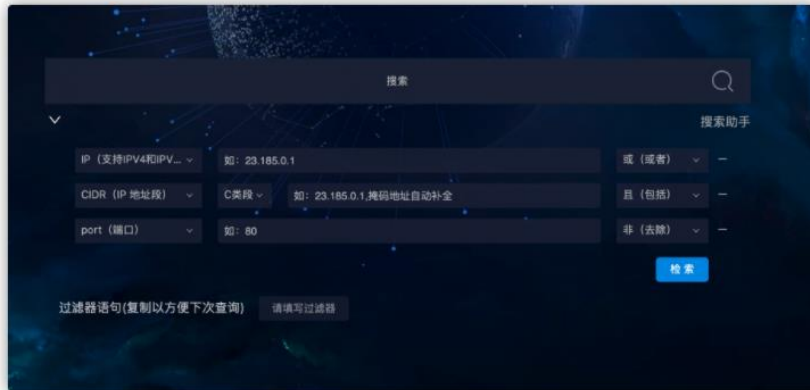 搜索
搜索助手
IP（支持IPV4和IPV... 如：23.185.0.1 或（或者）
CIDR（IP 地址段） C类段 如：23.185.0.1,掩码地址自动补全 且（包括）
port（端口） 如：80 非（去除）
检索
过滤器语句(复制以方便下次查询) 请填写过滤器